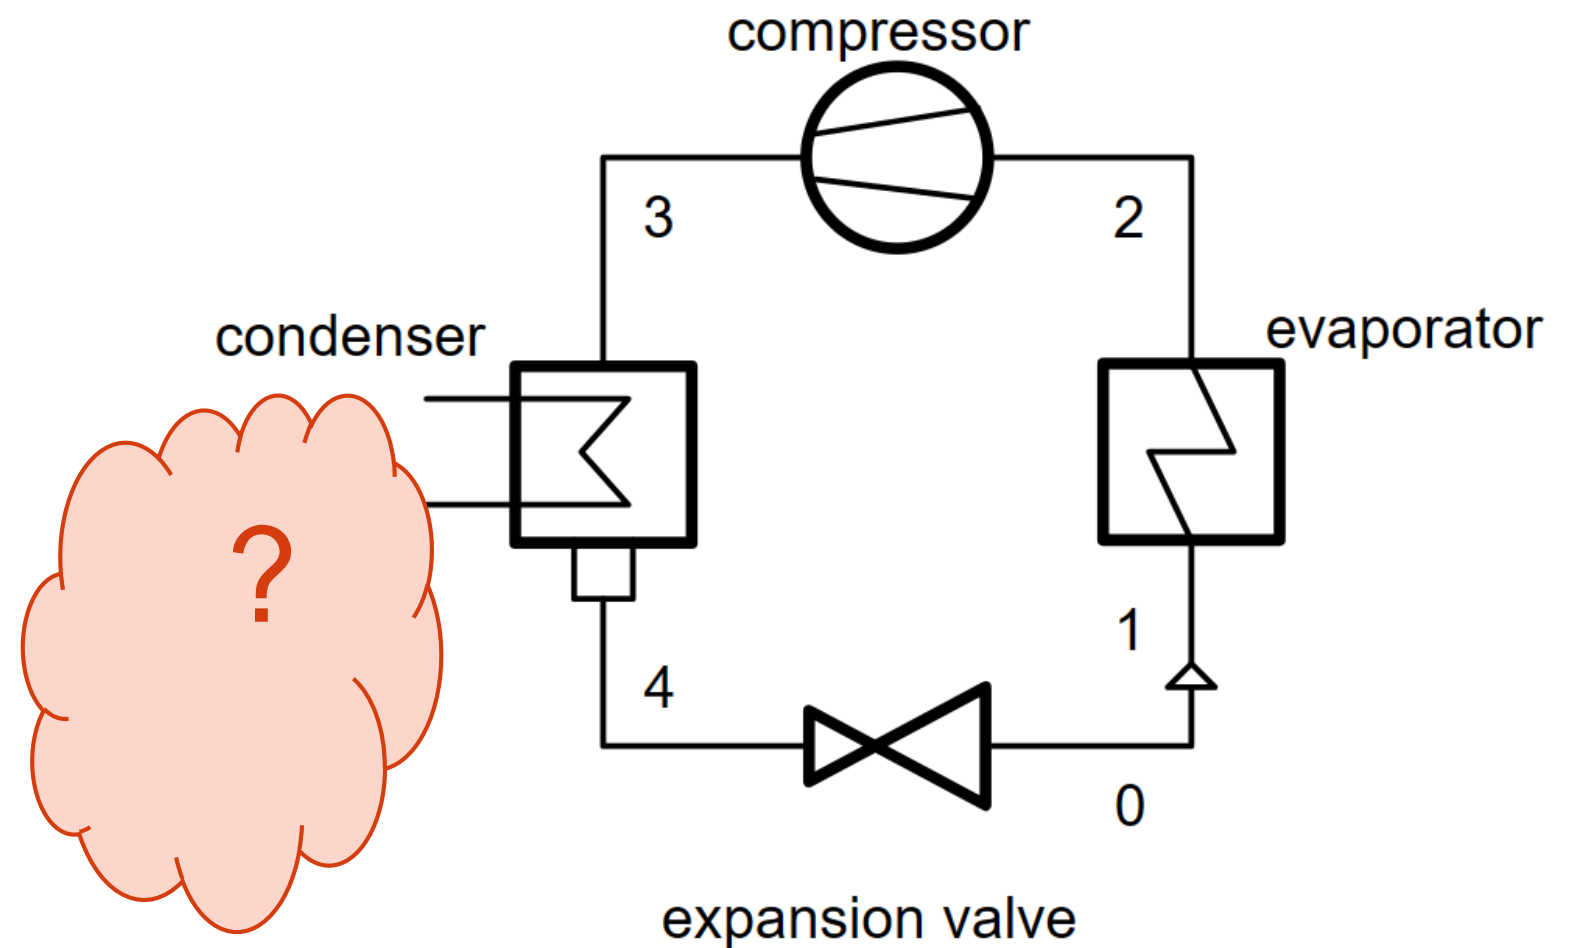 compressor
3
2
condenser
evaporator
?
1
4
0
expansion valve